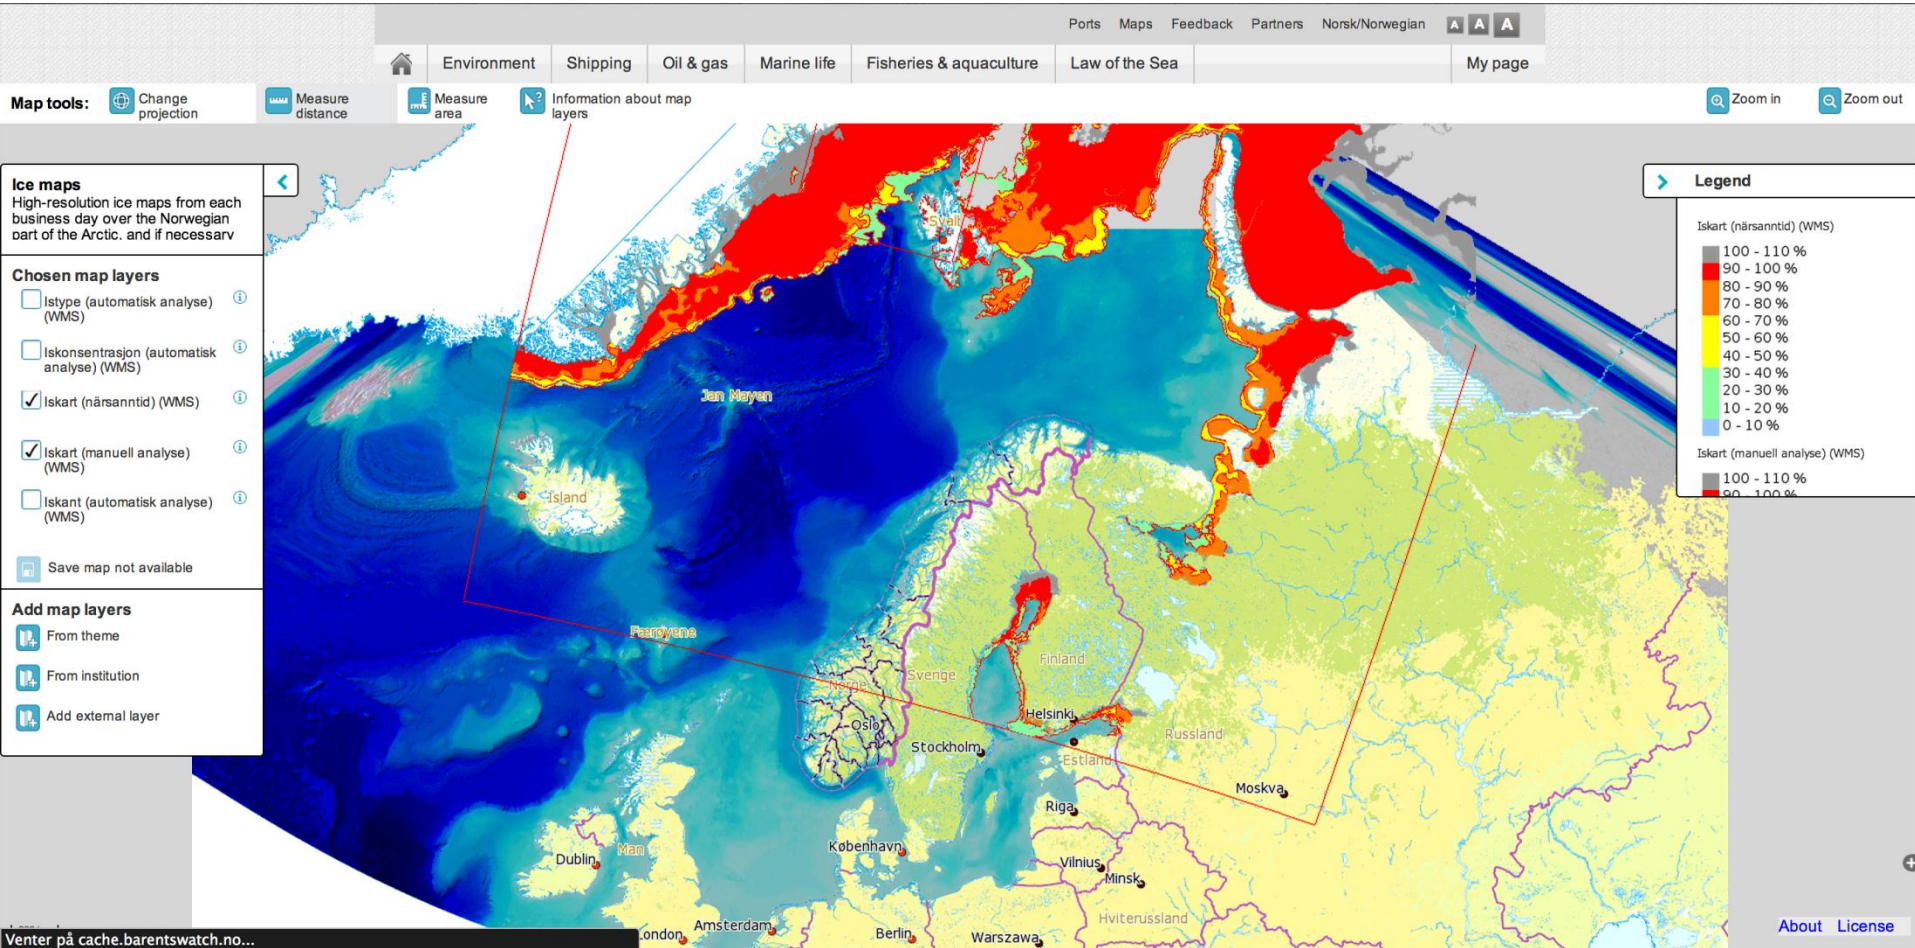 Ports Maps Feedback Partners Norsk/Norwegian A A A
Environment Shipping Oil & gas Marine life Fisheries & aquaculture Law of the Sea My page
Map tools:
Change
projection
Measure
distance
Measure
area
Information about map
layers
Zoom in
Zoom out
Ice maps
High-resolution ice maps from each
business day over the Norwegian
part of the Arctic, and if necessary
Chosen map layers
Istype (automatisk analyse)
(WMS)
Iskonsentrasjon (automatisk
analyse) (WMS)
Iskart (närsanntid) (WMS)
Iskart (manuell analyse)
(WMS)
Iskant (automatisk analyse)
(WMS)
Save map not available
Add map layers
From theme
From institution
Add external layer
Legend
Iskart (närsanntid) (WMS)
100 - 110 %
90 - 100 %
80 - 90 %
70 - 80 %
60 - 70 %
50 - 60 %
40 - 50 %
30 - 40 %
20 - 30 %
10 - 20 %
0 - 10 %
Iskart (manuell analyse) (WMS)
100 - 110 %
90 - 100 %
Sval
Jan Mayen
Island
Færøyene
Norge
Sverige
Finland
Oslo
Helsinki
Stockholm
Estland
Russland
Moskva
Riga
København
Vilnius
Minsk
Dublin
Man
Hviterussland
Amsterdam
ondon
Berlin
Warszawa
About License
Venter på cache.barentswatch.no...